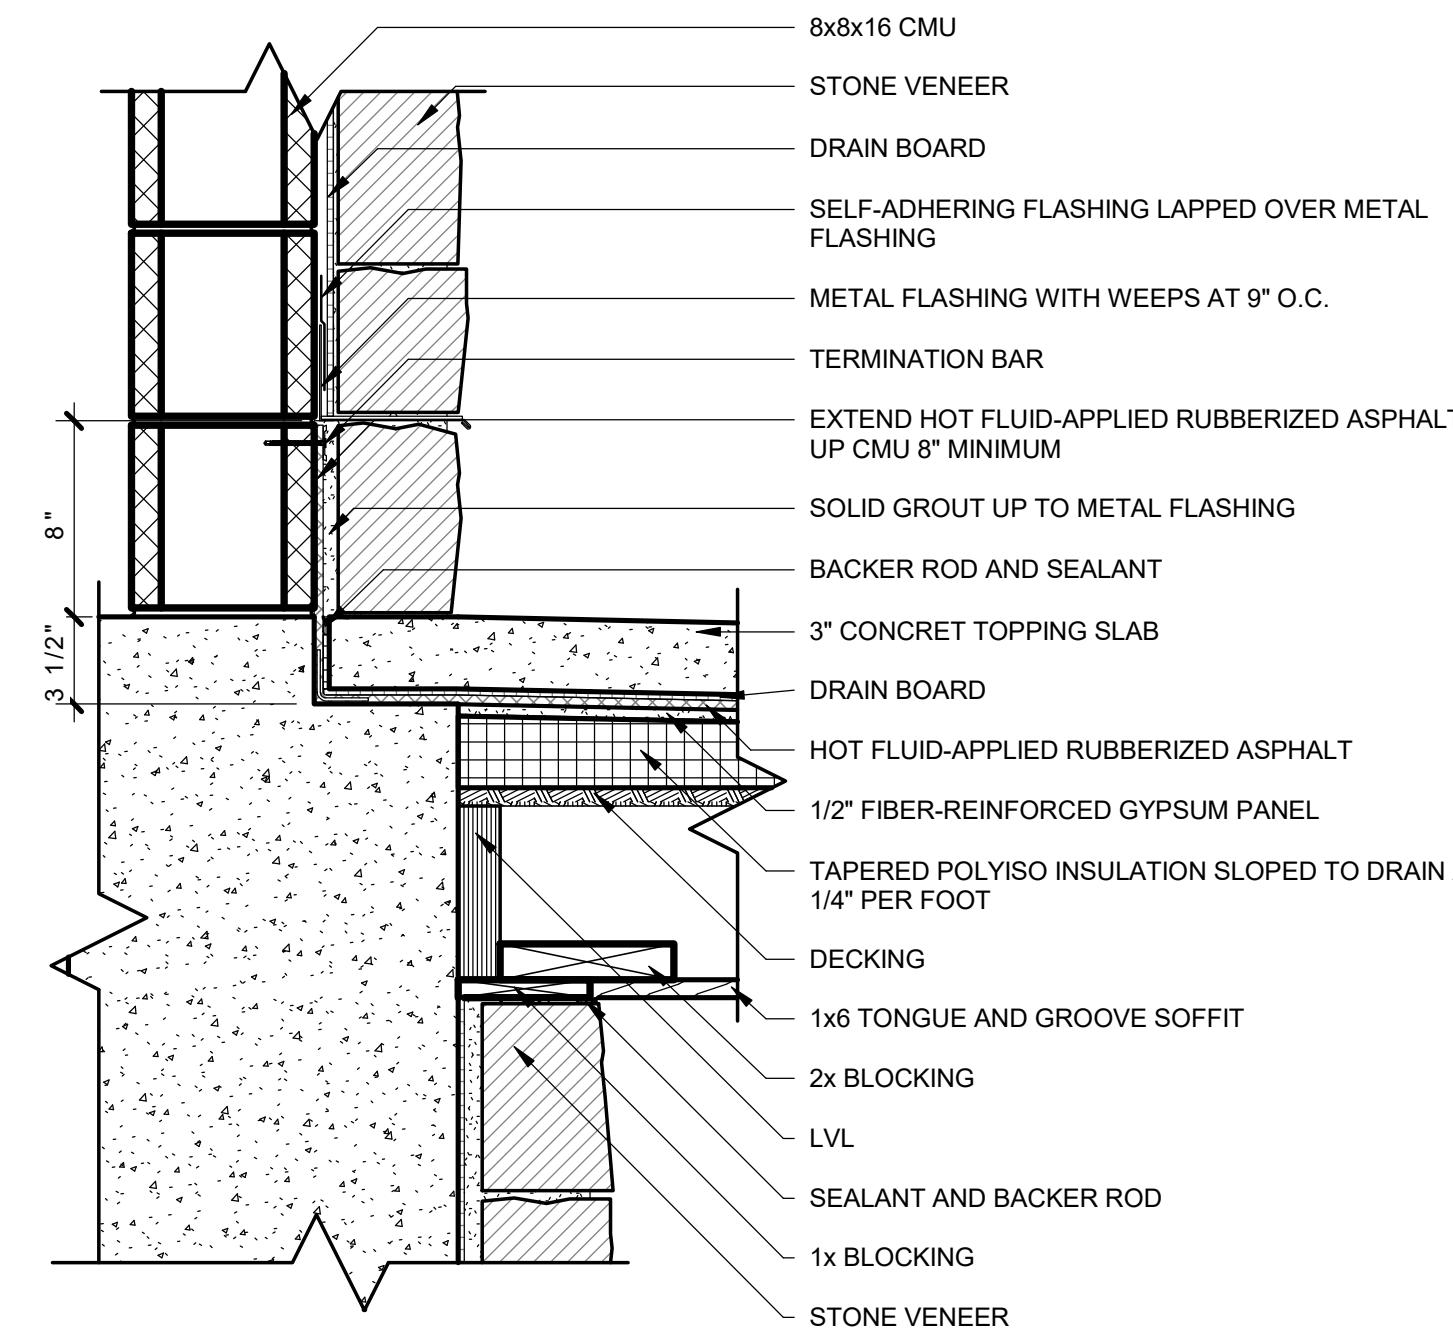 8x8x16 CMU
STONE VENEER
DRAIN BOARD
SELF-ADHERING FLASHING LAPPED OVER METAL
FLASHING
METAL FLASHING WITH WEEPS AT 9" O.C.
TERMINATION BAR
EXTEND HOT FLUID-APPLIED RUBBERIZED ASPHALT
UP CMU 8" MINIMUM
SOLID GROUT UP TO METAL FLASHING
BACKER ROD AND SEALANT
3" CONCRET TOPPING SLAB
DRAIN BOARD
HOT FLUID-APPLIED RUBBERIZED ASPHALT
1/2" FIBER-REINFORCED GYPSUM PANEL
TAPERED POLYISO INSULATION SLOPED TO DRAIN
1/4" PER FOOT
DECKING
1x6 TONGUE AND GROOVE SOFFIT
2x BLOCKING
LVL
SEALANT AND BACKER ROD
1x BLOCKING
STONE VENEER
8"
3 1/2"